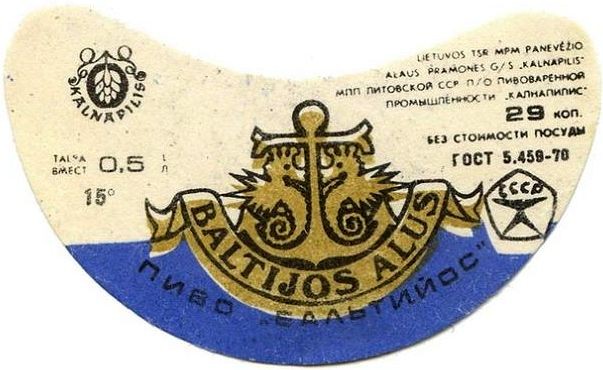 KALNAPILIS
LIETUVOS TSR MPM PANEVĖŽIO
ALAUS PRAMONĖS G/S „KALNAPILIS"
МПП ЛИТОВСКОЙ ССР П/О ПИВОВАРЕННОЙ
ПРОМЫШЛЕННОСТИ „КАЛНАПИЛИС"
29 КОП.
БЕЗ СТОИМОСТИ ПОСУДЫ
ГОСТ 5.459-70
TALPA
ВМЕСТ 0,5 L
Л
15°
СССР
BALTIJOS ALUS
ПИВО „БАЛЬТИЙОС"